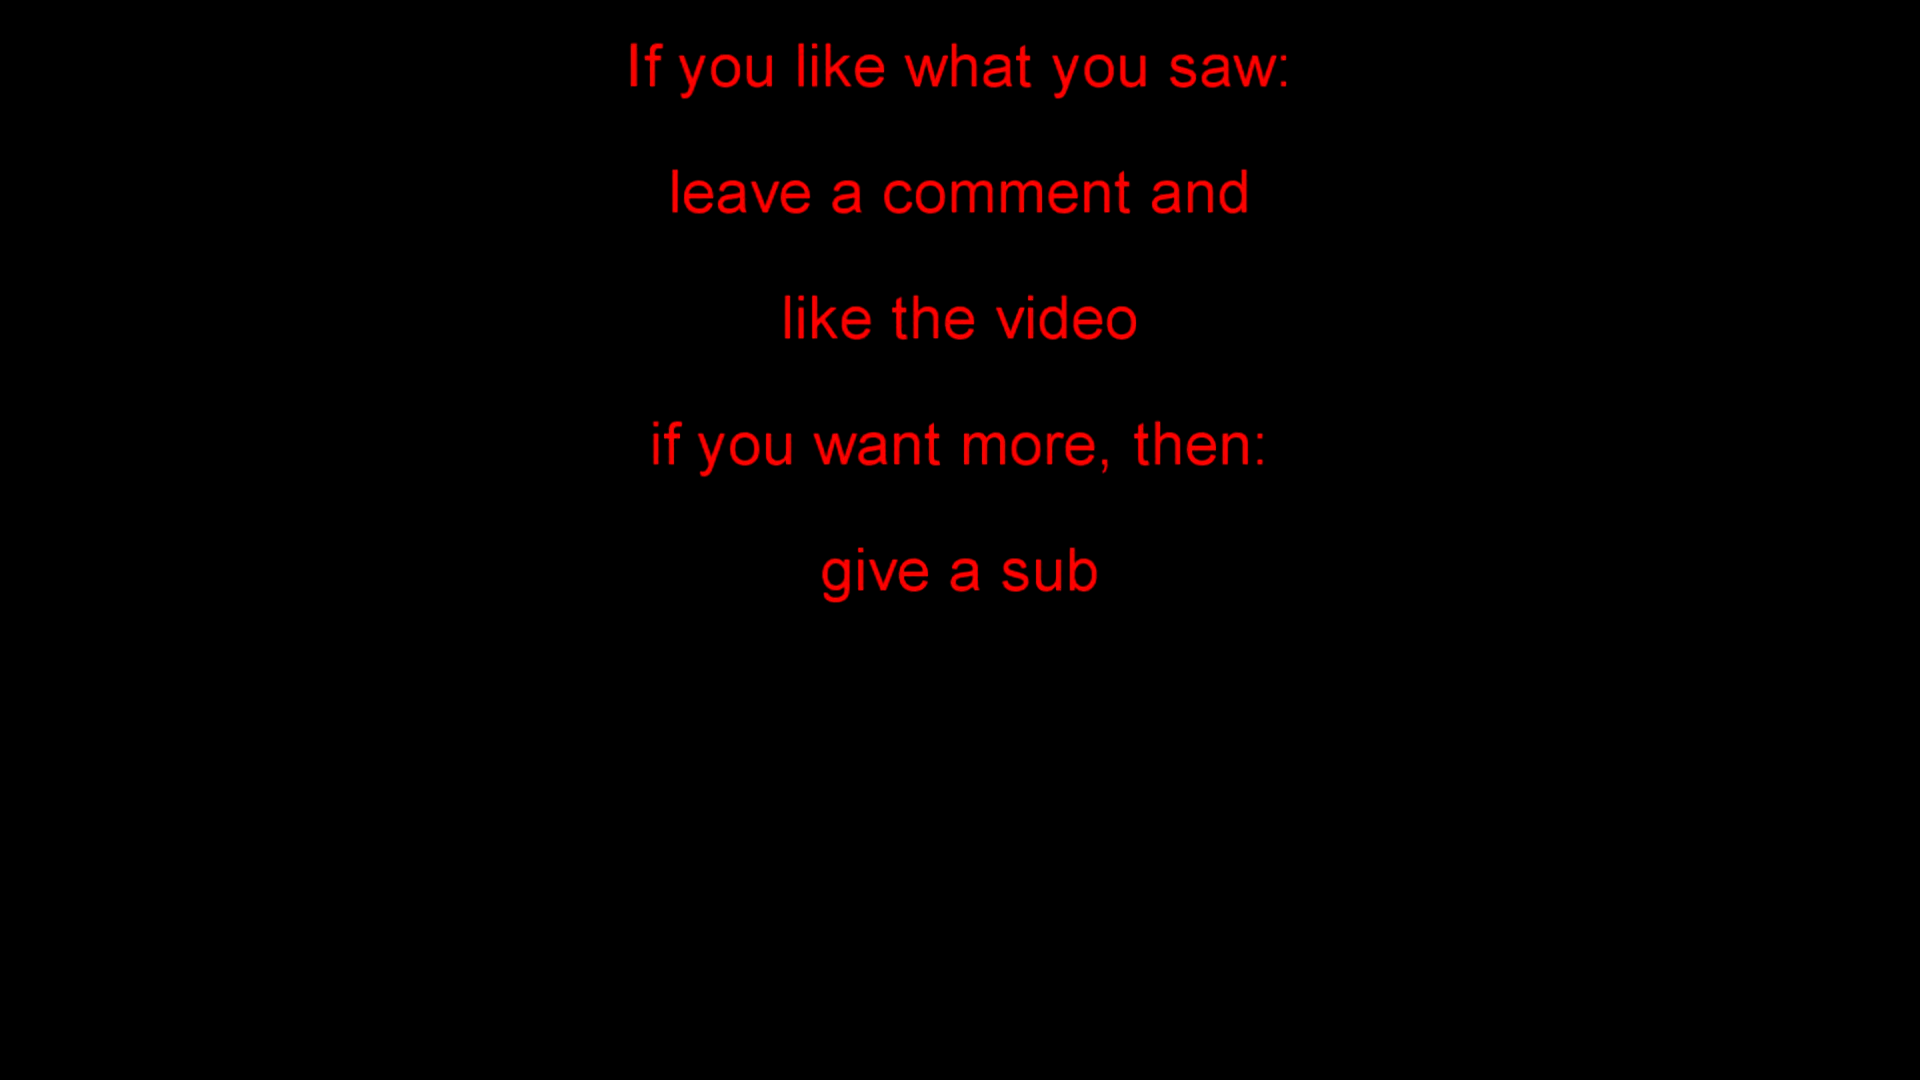 If you like what you saw:
leave a comment and
like the video
if you want more, then:
give a sub